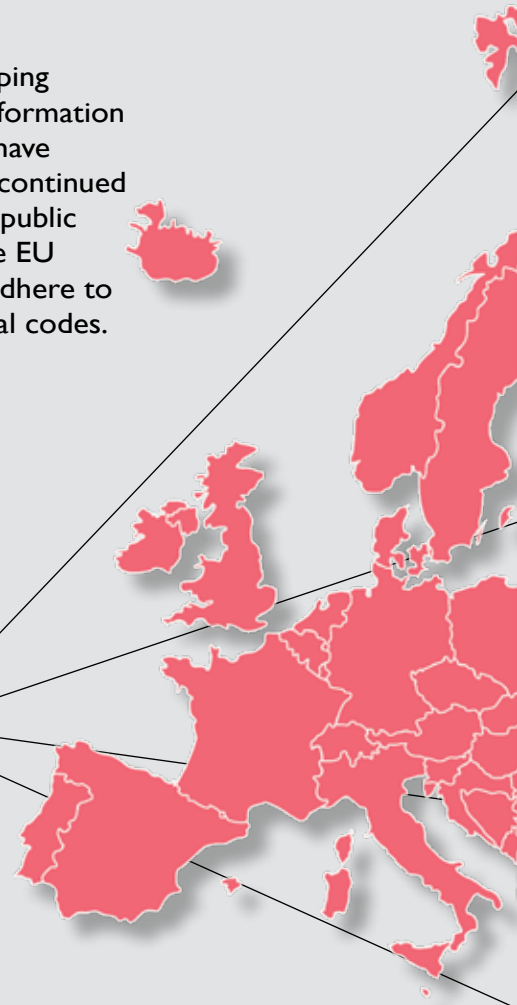 ping
formation
have
continued
public
e EU
dhere to
al codes.